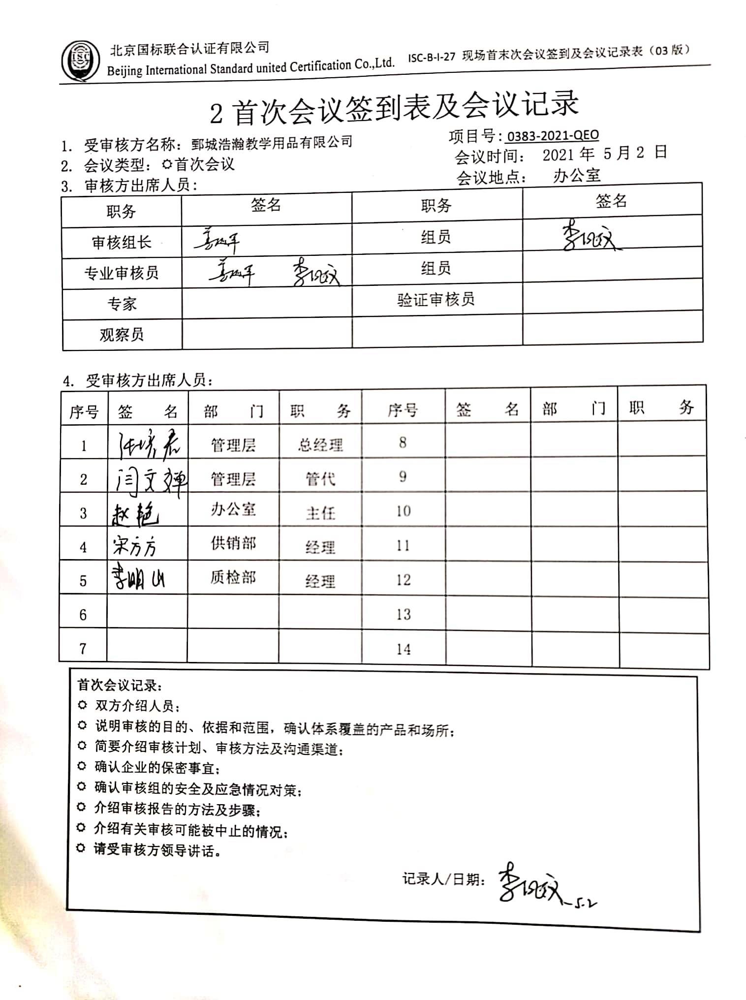 ISC
北京国标联合认证有限公司
Beijing International Standard united Certification Co.,Ltd. ISC-B-I-27 现场首末次会议签到及会议记录表（03 版）
2 首次会议签到表及会议记录
1. 受审核方名称：鄄城浩瀚教学用品有限公司 项目号：0383-2021-QEO
2. 会议类型：首次会议 会议时间： 2021 年 5 月 2 日
3. 审核方出席人员： 会议地点： 办公室
职务 签名 职务 签名
审核组长 组员
专业审核员 组员
专家 验证审核员
观察员
4. 受审核方出席人员：
序号 签 名 部 门 职 务 序号 签 名 部 门 职 务
1 管理层 总经理 8
2 闫文婵 管理层 管代 9
3 赵艳 办公室 主任 10
4 宋方方 供销部 经理 11
5 李明山 质检部 经理 12
6 13
7 14
首次会议记录：
双方介绍人员；
说明审核的目的、依据和范围，确认体系覆盖的产品和场所；
简要介绍审核计划、审核方法及沟通渠道；
确认企业的保密事宜；
确认审核组的安全及应急情况对策；
介绍审核报告的方法及步骤；
介绍有关审核可能被中止的情况；
请受审核方领导讲话。
记录人/日期： 5.2